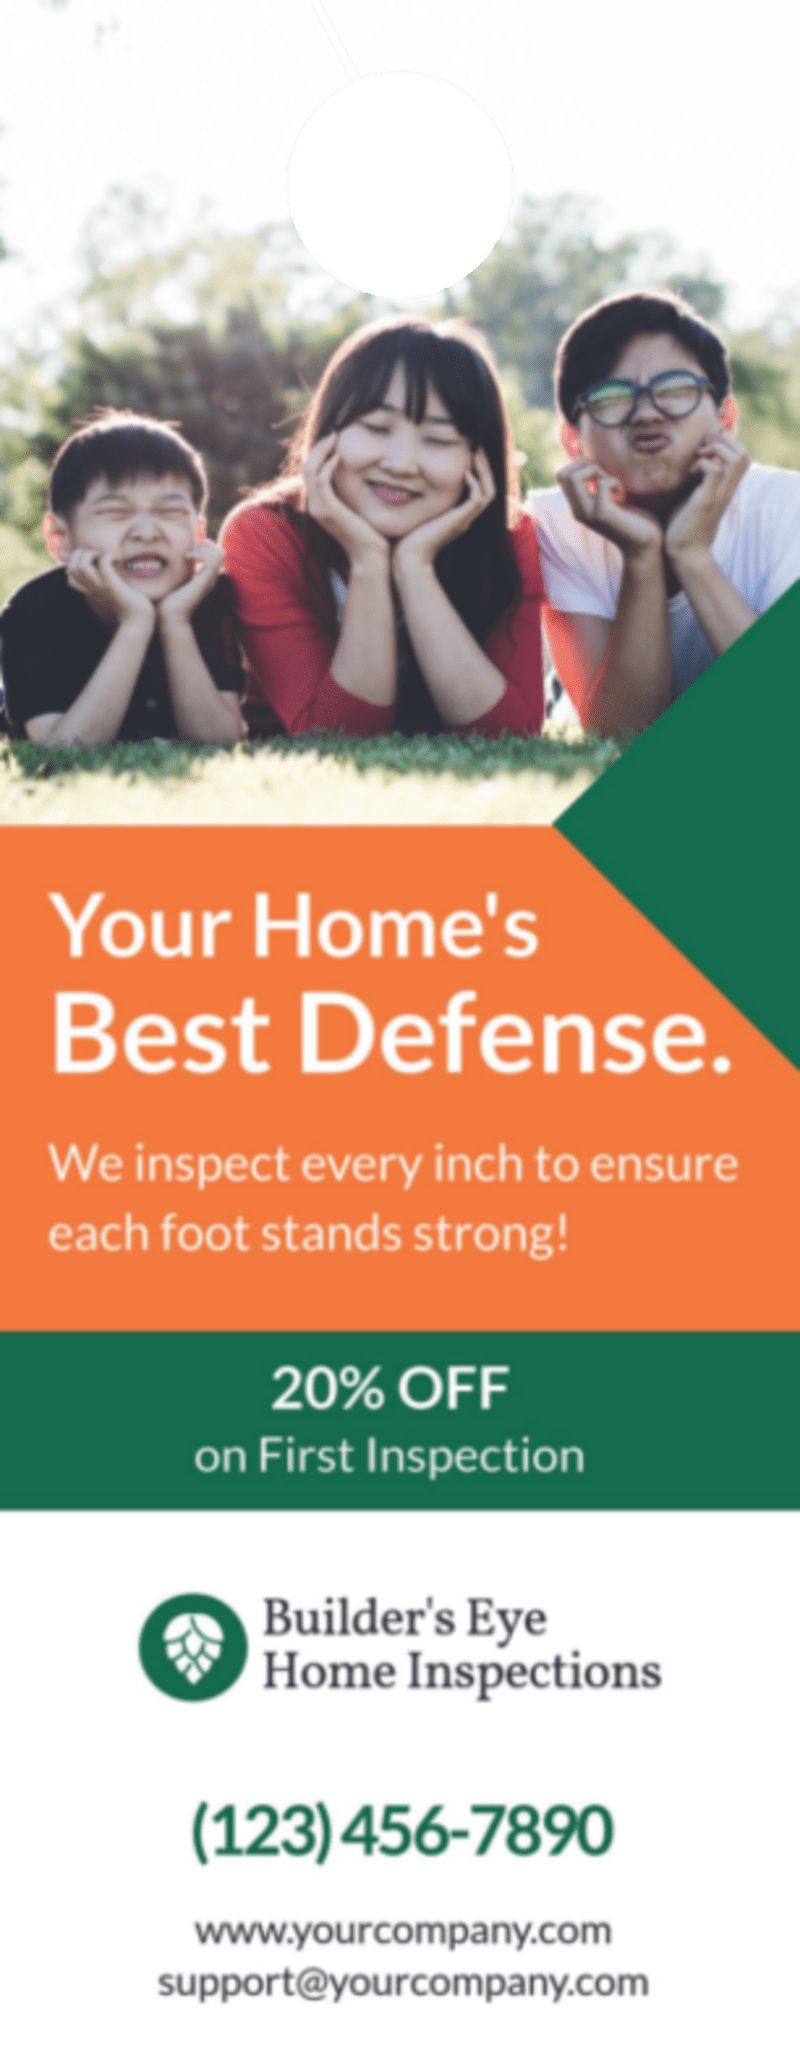 Your Home's
Best Defense.
We inspect every inch to ensure
each foot stands strong!
20% OFF
on First Inspection
Builder's Eye
Home Inspections
(123) 456-7890
www.yourcompany.com
support@yourcompany.com